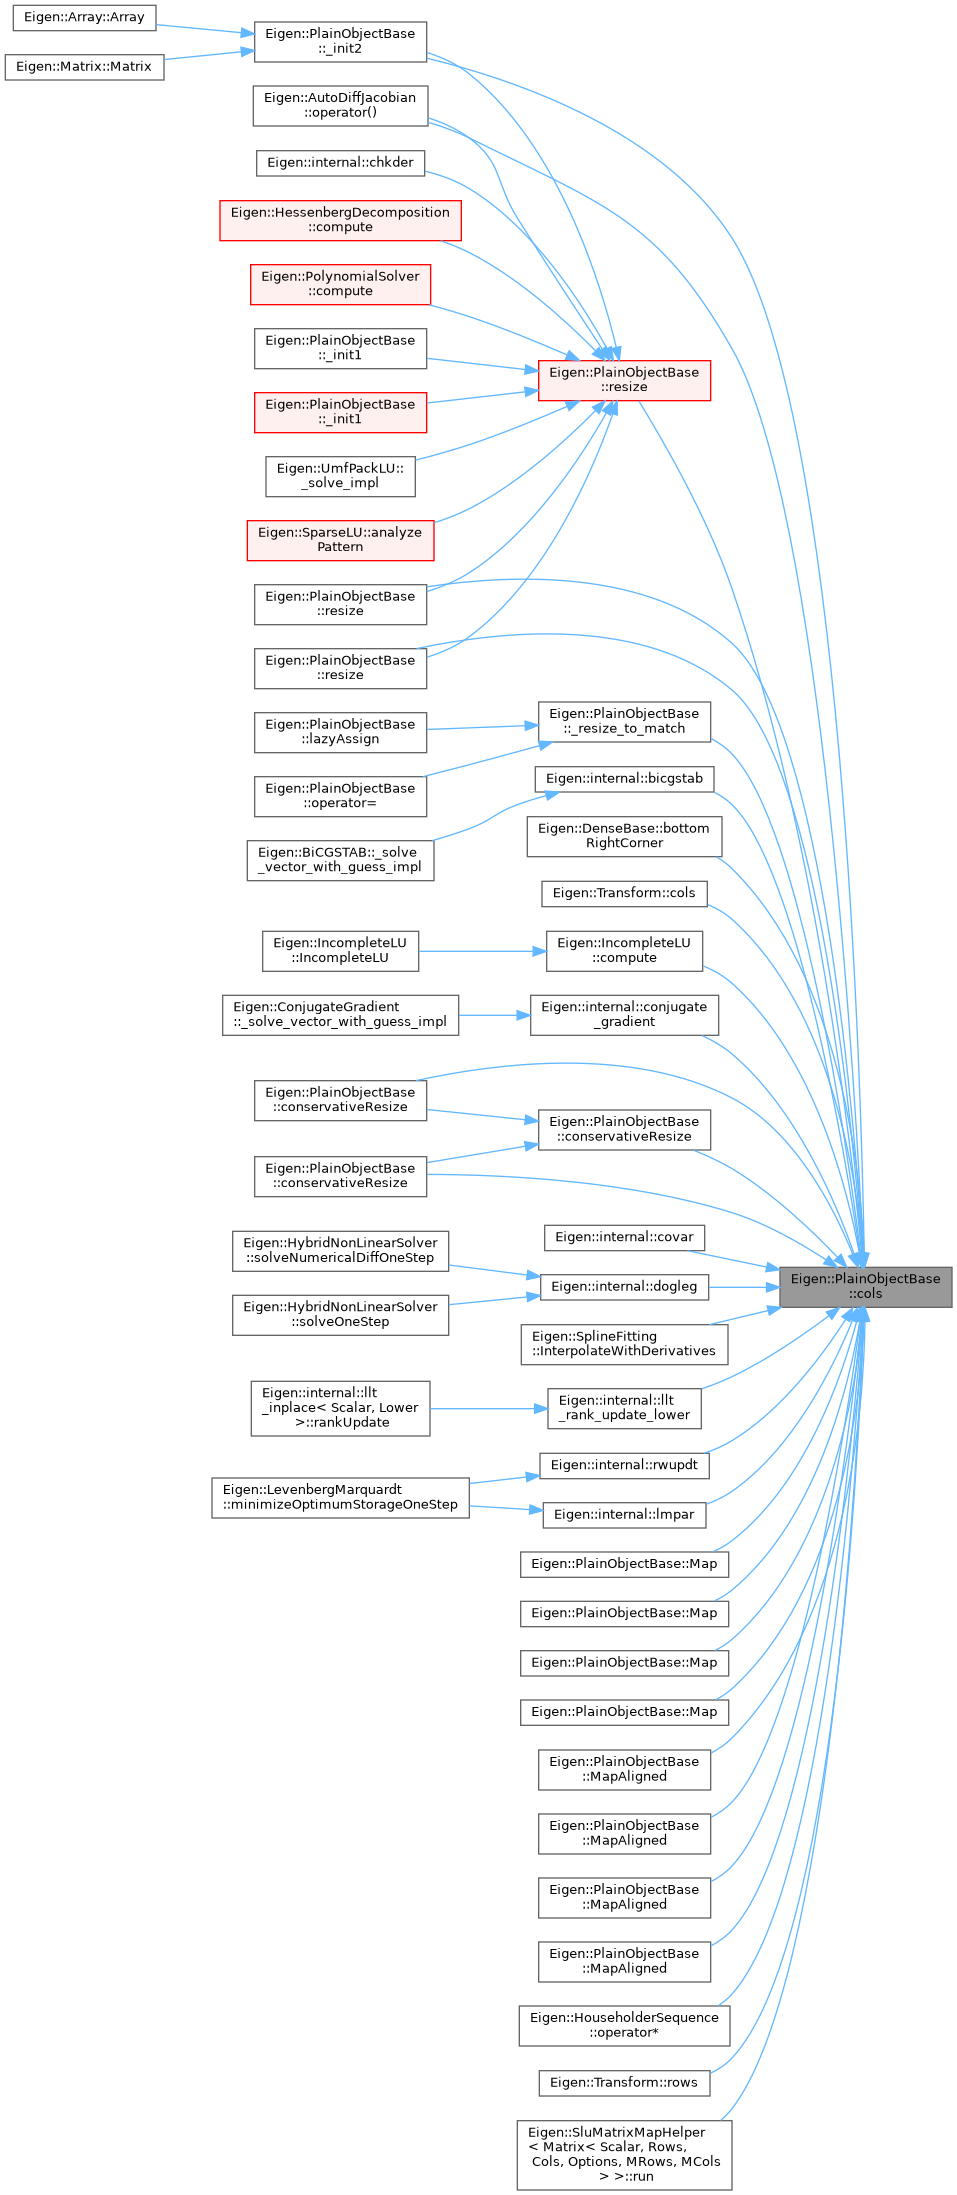 Eigen::Array::Array
Eigen::Matrix::Matrix
Eigen::PlainObjectBase
::_init2
Eigen::AutoDiffJacobian
::operator()
Eigen::internal::chkder
Eigen::HessenbergDecomposition
::compute
Eigen::PolynomialSolver
::compute
Eigen::PlainObjectBase
::_init1
Eigen::PlainObjectBase
::_init1
Eigen::UmfPackLU::
_solve_impl
Eigen::SparseLU::analyze
Pattern
Eigen::PlainObjectBase
::resize
Eigen::PlainObjectBase
::resize
Eigen::PlainObjectBase
::resize
Eigen::PlainObjectBase
::lazyAssign
Eigen::PlainObjectBase
::operator=
Eigen::BiCGSTAB::_solve
_vector_with_guess_impl
Eigen::PlainObjectBase
::_resize_to_match
Eigen::internal::bicgstab
Eigen::DenseBase::bottom
RightCorner
Eigen::Transform::cols
Eigen::IncompleteLU
::IncompleteLU
Eigen::IncompleteLU
::compute
Eigen::ConjugateGradient
::_solve_vector_with_guess_impl
Eigen::internal::conjugate
_gradient
Eigen::PlainObjectBase
::conservativeResize
Eigen::PlainObjectBase
::conservativeResize
Eigen::PlainObjectBase
::conservativeResize
Eigen::internal::covar
Eigen::HybridNonLinearSolver
::solveNumericalDiffOneStep
Eigen::HybridNonLinearSolver
::solveOneStep
Eigen::internal::dogleg
Eigen::PlainObjectBase
::cols
Eigen::SplineFitting
::InterpolateWithDerivatives
Eigen::internal::llt
_inplace< Scalar, Lower
>::rankUpdate
Eigen::internal::llt
_rank_update_lower
Eigen::internal::rwupdt
Eigen::LevenbergMarquardt
::minimizeOptimumStorageOneStep
Eigen::internal::lmpar
Eigen::PlainObjectBase::Map
Eigen::PlainObjectBase::Map
Eigen::PlainObjectBase::Map
Eigen::PlainObjectBase::Map
Eigen::PlainObjectBase
::MapAligned
Eigen::PlainObjectBase
::MapAligned
Eigen::PlainObjectBase
::MapAligned
Eigen::PlainObjectBase
::MapAligned
Eigen::HouseholderSequence
::operator*
Eigen::Transform::rows
Eigen::SluMatrixMapHelper
< Matrix< Scalar, Rows,
Cols, Options, MRows, MCols
> >::run